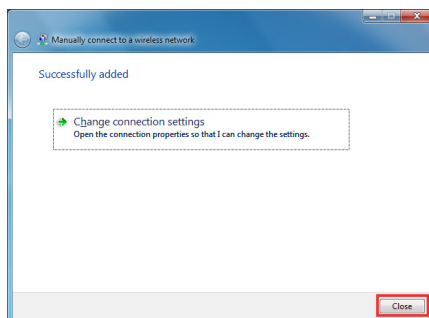 Manually connect to a wireless network
Successfully added
Change connection settings
Open the connection properties so that I can change the settings.
Close